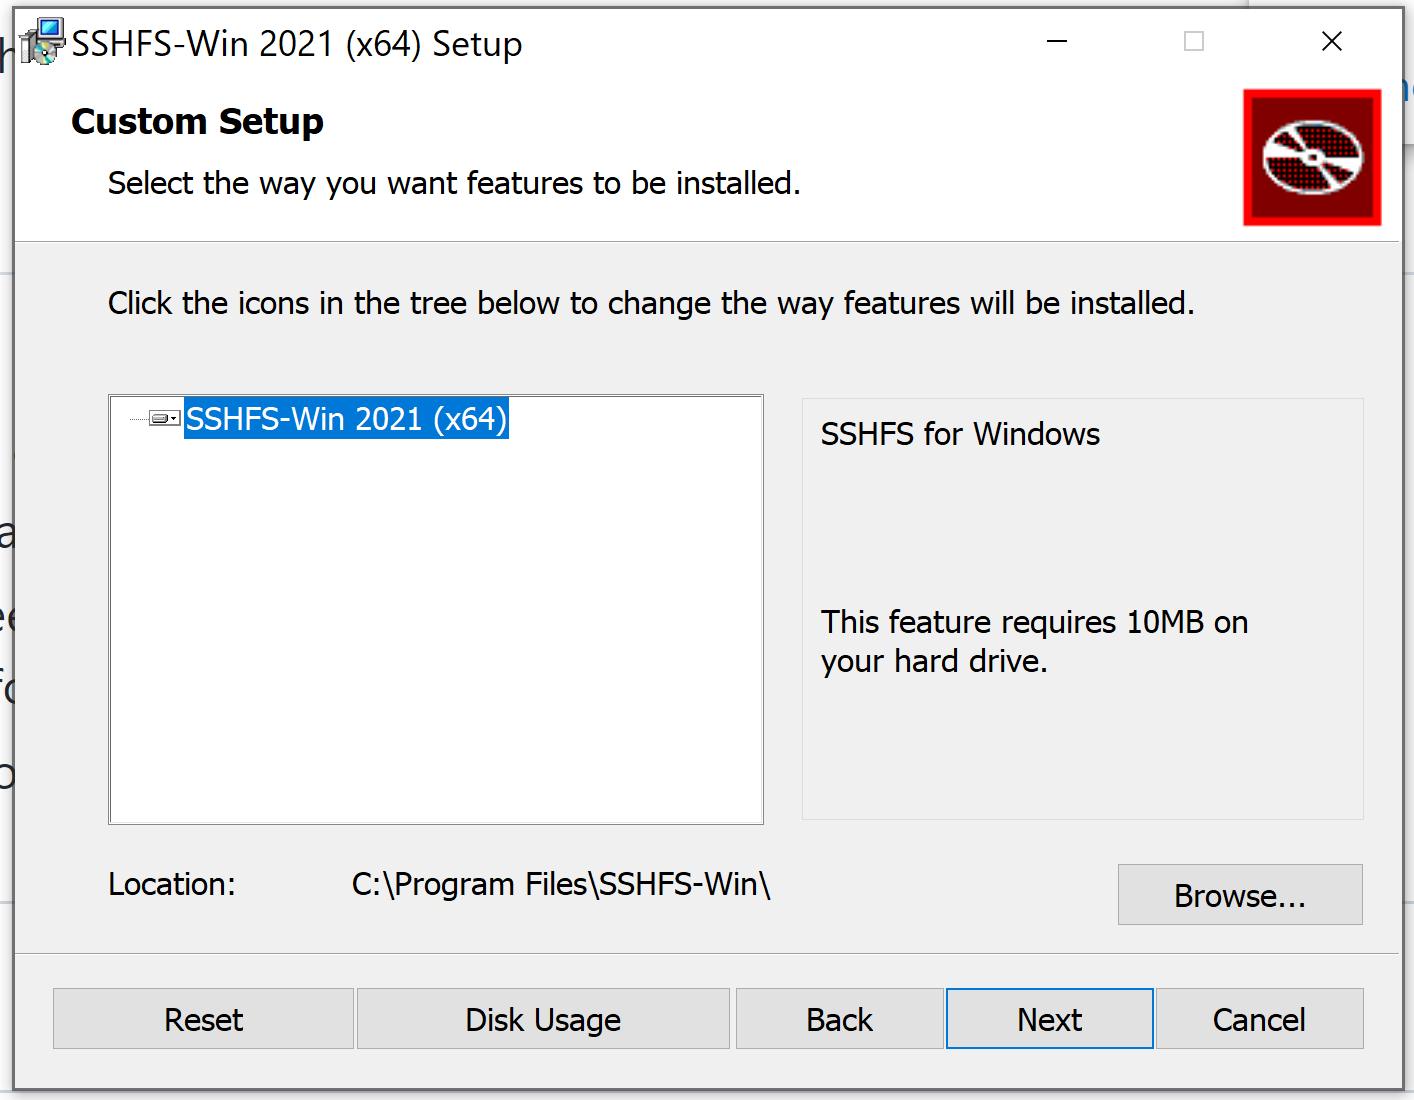 SSHFS-Win 2021 (x64) Setup
Custom Setup
Select the way you want features to be installed.
Click the icons in the tree below to change the way features will be installed.
SSHFS-Win 2021 (x64)
SSHFS for Windows
This feature requires 10MB on
your hard drive.
Location: C:\Program Files\SSHFS-Win\
Browse...
Reset Disk Usage Back Next Cancel